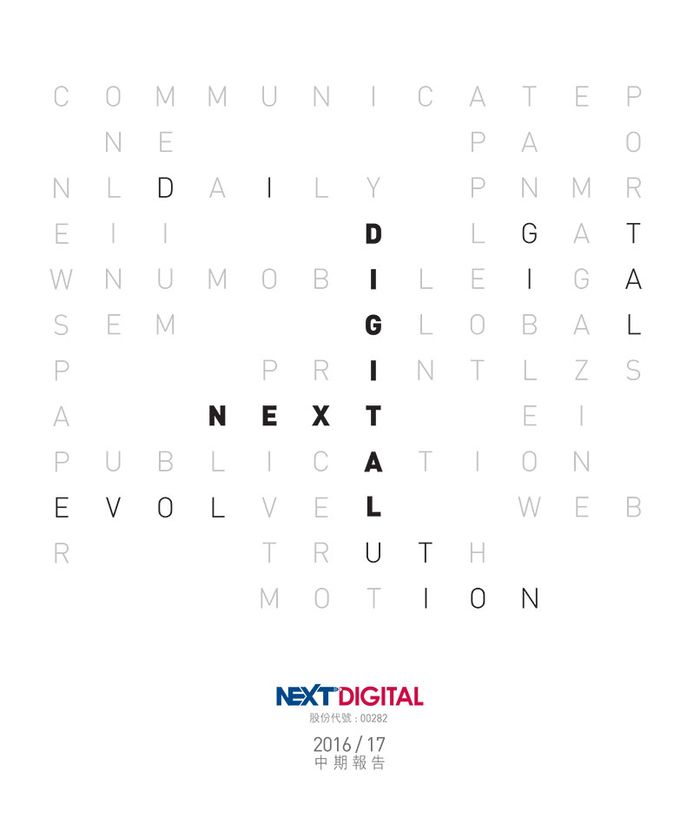 C O M M U N I C A T E P
N E P A O
N L D A I L Y P N M R
E I I D L G A T
W N U M O B I L E I G A
S E M G L O B A L
P P R I N T L Z S
A N E X T E I
P U B L I C A T I O N
E V O L V E L W E B
R T R U T H
M O T I O N
NEXT DIGITAL
股份代號 : 00282
2016 / 17
中期報告